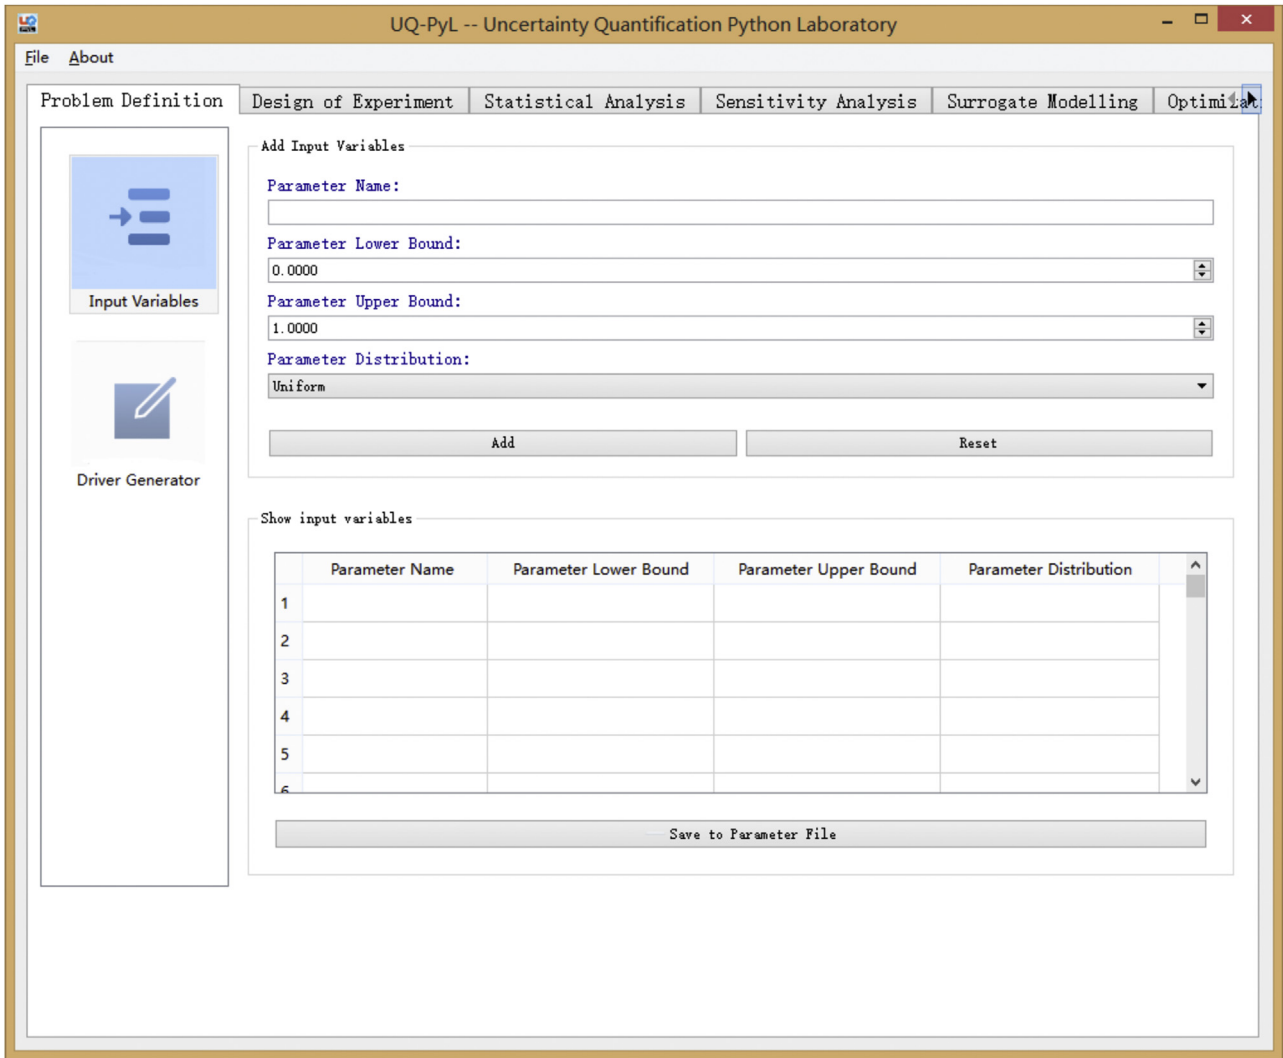 UQ-PyL -- Uncertainty Quantification Python Laboratory
File About
Problem Definition Design of Experiment Statistical Analysis Sensitivity Analysis Surrogate Modelling
Add Input Variables
Parameter Name:
Parameter Lower Bound:
0.0000
Input Variables
Parameter Upper Bound:
1.0000
Parameter Distribution:
Uniform
Add Reset
Driver Generator
Show input variables
Parameter Name Parameter Lower Bound Parameter Upper Bound Parameter Distribution
1
2
3
4
5
6
Save to Parameter File